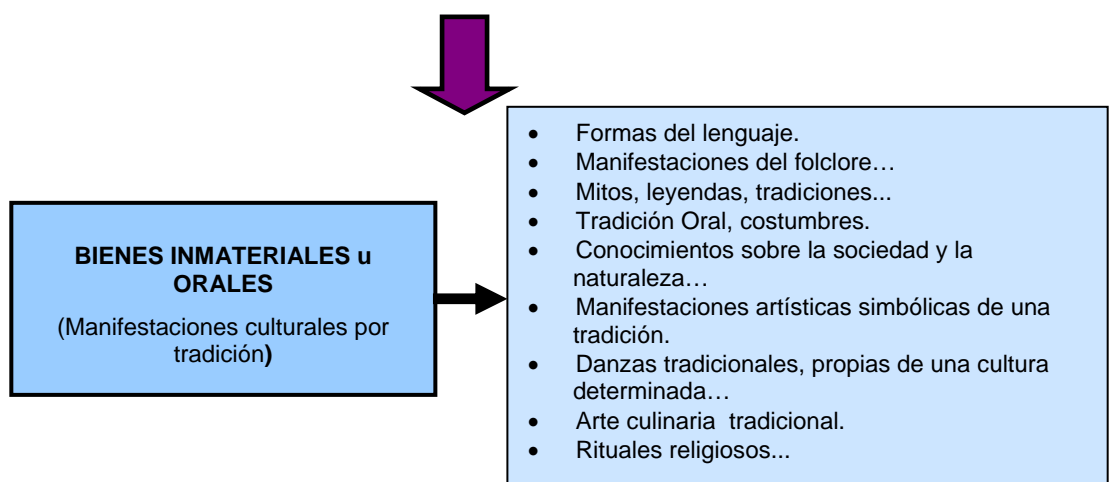 BIENES INMATERIALES u
ORALES
(Manifestaciones culturales por
tradición)
• Formas del lenguaje.
• Manifestaciones del folclore…
• Mitos, leyendas, tradiciones...
• Tradición Oral, costumbres.
• Conocimientos sobre la sociedad y la
naturaleza…
• Manifestaciones artísticas simbólicas de una
tradición.
• Danzas tradicionales, propias de una cultura
determinada…
• Arte culinaria  tradicional.
• Rituales religiosos...